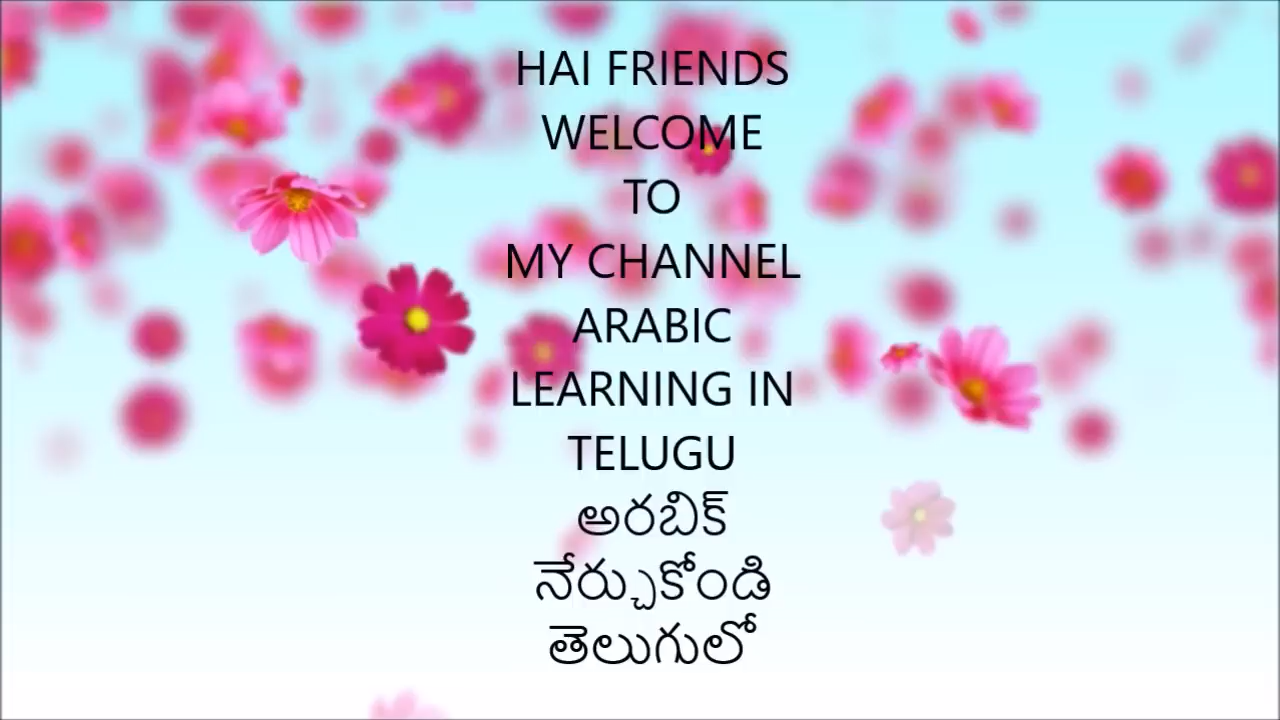 HAI FRIENDS
WELCOME
TO
MY CHANNEL
ARABIC
LEARNING IN
TELUGU
అరబిక్
నేర్చుకోండి
తెలుగులో